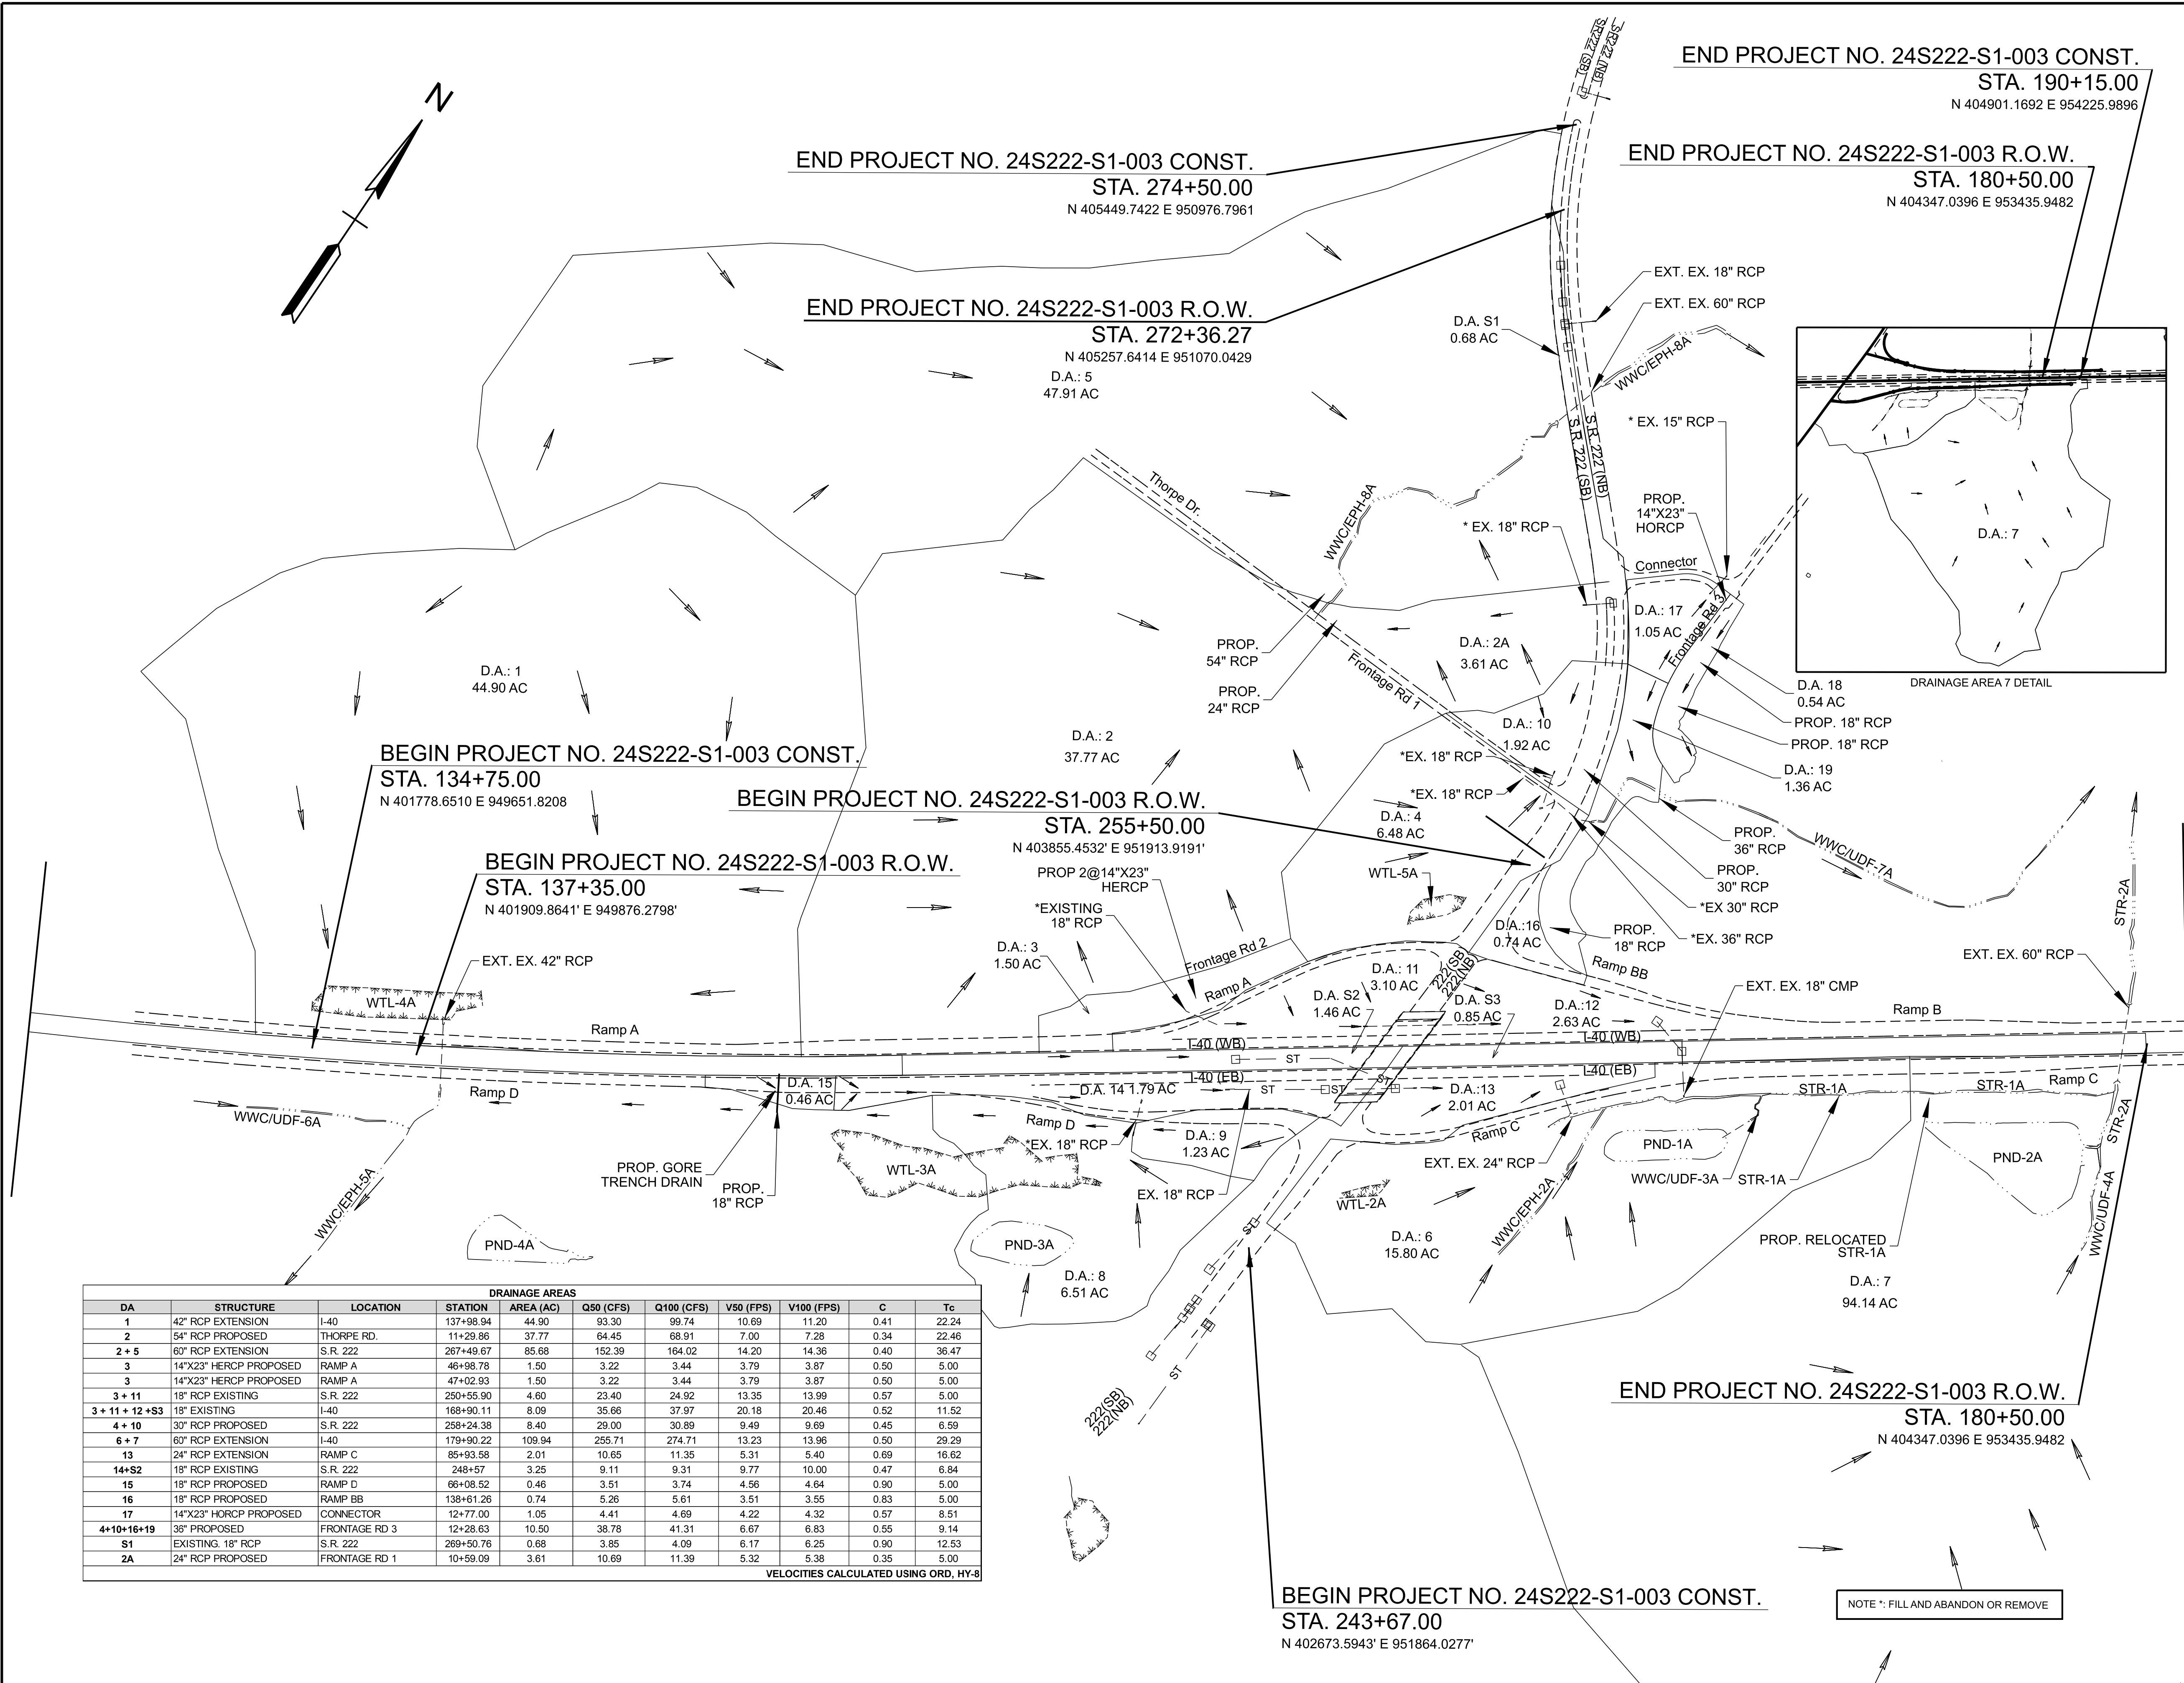 N
SR222 (SB)
SR222 (NB)
END PROJECT NO. 24S222-S1-003 CONST.
STA. 190+15.00
N 404901.1692 E 954225.9896
END PROJECT NO. 24S222-S1-003 R.O.W.
STA. 180+50.00
N 404347.0396 E 953435.9482
END PROJECT NO. 24S222-S1-003 CONST.
STA. 274+50.00
N 405449.7422 E 950976.7961
END PROJECT NO. 24S222-S1-003 R.O.W.
STA. 272+36.27
N 405257.6414 E 951070.0429
D.A.: 5
47.91 AC
D.A. S1
0.68 AC
EXT. EX. 18" RCP
EXT. EX. 60" RCP
WWC/EPH-8A
* EX. 15" RCP
S.R. 222 (SB)
S.R. 222 (NB)
PROP.
14"X23"
HORCP
* EX. 18" RCP
Connector
D.A.: 7
DRAINAGE AREA 7 DETAIL
Thorpe Dr.
WWC/EPH-8A
D.A.: 17
1.05 AC
Frontage Rd 3
D.A.: 2A
3.61 AC
PROP.
54" RCP
PROP.
24" RCP
Frontage Rd 1
D.A. 18
0.54 AC
PROP. 18" RCP
PROP. 18" RCP
D.A.: 19
1.36 AC
D.A.: 1
44.90 AC
D.A.: 2
37.77 AC
D.A.: 10
1.92 AC
*EX. 18" RCP
*EX. 18" RCP
D.A.: 4
6.48 AC
BEGIN PROJECT NO. 24S222-S1-003 CONST.
STA. 134+75.00
N 401778.6510 E 949651.8208
BEGIN PROJECT NO. 24S222-S1-003 R.O.W.
STA. 255+50.00
N 403855.4532' E 951913.9191'
BEGIN PROJECT NO. 24S222-S1-003 R.O.W.
STA. 137+35.00
N 401909.8641' E 949876.2798'
PROP 2@14"X23"
HERCP
*EXISTING
18" RCP
WTL-5A
PROP.
36" RCP
WWC/UDF-7A
PROP.
30" RCP
*EX 30" RCP
*EX. 36" RCP
STR-2A
D.A.:16
0.74 AC
PROP.
18" RCP
Ramp BB
EXT. EX. 60" RCP
EXT. EX. 42" RCP
D.A.: 3
1.50 AC
Frontage Rd 2
Ramp A
D.A.: 11
3.10 AC
222(SB)
222(NB)
D.A. S2
1.46 AC
D.A. S3
0.85 AC
D.A.:12
2.63 AC
EXT. EX. 18" CMP
WTL-4A
Ramp A
Ramp B
I-40 (WB)
I-40 (WB)
ST
I-40 (EB)
I-40 (EB)
D.A. 15
0.46 AC
D.A. 14 1.79 AC
ST
ST
ST
D.A.:13
2.01 AC
STR-1A
STR-1A
Ramp C
Ramp D
WWC/UDF-6A
Ramp D
*EX. 18" RCP
D.A.: 9
1.23 AC
Ramp C
STR-2A
PND-1A
PND-2A
WTL-3A
PROP. GORE
TRENCH DRAIN
PROP.
18" RCP
EX. 18" RCP
EXT. EX. 24" RCP
WTL-2A
WWC/EPH-2A
WWC/UDF-3A
STR-1A
WWC/UDF-4A
WWC/EPH-5A
PND-4A
PND-3A
ST
D.A.: 6
15.80 AC
PROP. RELOCATED
STR-1A
D.A.: 8
6.51 AC
D.A.: 7
94.14 AC
ST
222(SB)
222(NB)
DRAINAGE AREAS
DA STRUCTURE LOCATION STATION AREA (AC) Q50 (CFS) Q100 (CFS) V50 (FPS) V100 (FPS) C Tc
1 42" RCP EXTENSION I-40 137+98.94 44.90 93.30 99.74 10.69 11.20 0.41 22.24
2 54" RCP PROPOSED THORPE RD. 11+29.86 37.77 64.45 68.91 7.00 7.28 0.34 22.46
2 + 5 60" RCP EXTENSION S.R. 222 267+49.67 85.68 152.39 164.02 14.20 14.36 0.40 36.47
3 14"X23" HERCP PROPOSED RAMP A 46+98.78 1.50 3.22 3.44 3.79 3.87 0.50 5.00
3 14"X23" HERCP PROPOSED RAMP A 47+02.93 1.50 3.22 3.44 3.79 3.87 0.50 5.00
3 + 11 18" RCP EXISTING S.R. 222 250+55.90 4.60 23.40 24.92 13.35 13.99 0.57 5.00
3 + 11 + 12 +S3 18" EXISTING I-40 168+90.11 8.09 35.66 37.97 20.18 20.46 0.52 11.52
4 + 10 30" RCP PROPOSED S.R. 222 258+24.38 8.40 29.00 30.89 9.49 9.69 0.45 6.59
6 + 7 60" RCP EXTENSION I-40 179+90.22 109.94 255.71 274.71 13.23 13.96 0.50 29.29
13 24" RCP EXTENSION RAMP C 85+93.58 2.01 10.65 11.35 5.31 5.40 0.69 16.62
14+S2 18" RCP EXISTING S.R. 222 248+57 3.25 9.11 9.31 9.77 10.00 0.47 6.84
15 18" RCP PROPOSED RAMP D 66+08.52 0.46 3.51 3.74 4.56 4.64 0.90 5.00
16 18" RCP PROPOSED RAMP BB 138+61.26 0.74 5.26 5.61 3.51 3.55 0.83 5.00
17 14"X23" HORCP PROPOSED CONNECTOR 12+77.00 1.05 4.41 4.69 4.22 4.32 0.57 8.51
4+10+16+19 36" PROPOSED FRONTAGE RD 3 12+28.63 10.50 38.78 41.31 6.67 6.83 0.55 9.14
S1 EXISTING. 18" RCP S.R. 222 269+50.76 0.68 3.85 4.09 6.17 6.25 0.90 12.53
2A 24" RCP PROPOSED FRONTAGE RD 1 10+59.09 3.61 10.69 11.39 5.32 5.38 0.35 5.00
VELOCITIES CALCULATED USING ORD, HY-8
END PROJECT NO. 24S222-S1-003 R.O.W.
STA. 180+50.00
N 404347.0396 E 953435.9482
BEGIN PROJECT NO. 24S222-S1-003 CONST.
STA. 243+67.00
N 402673.5943' E 951864.0277'
NOTE *: FILL AND ABANDON OR REMOVE